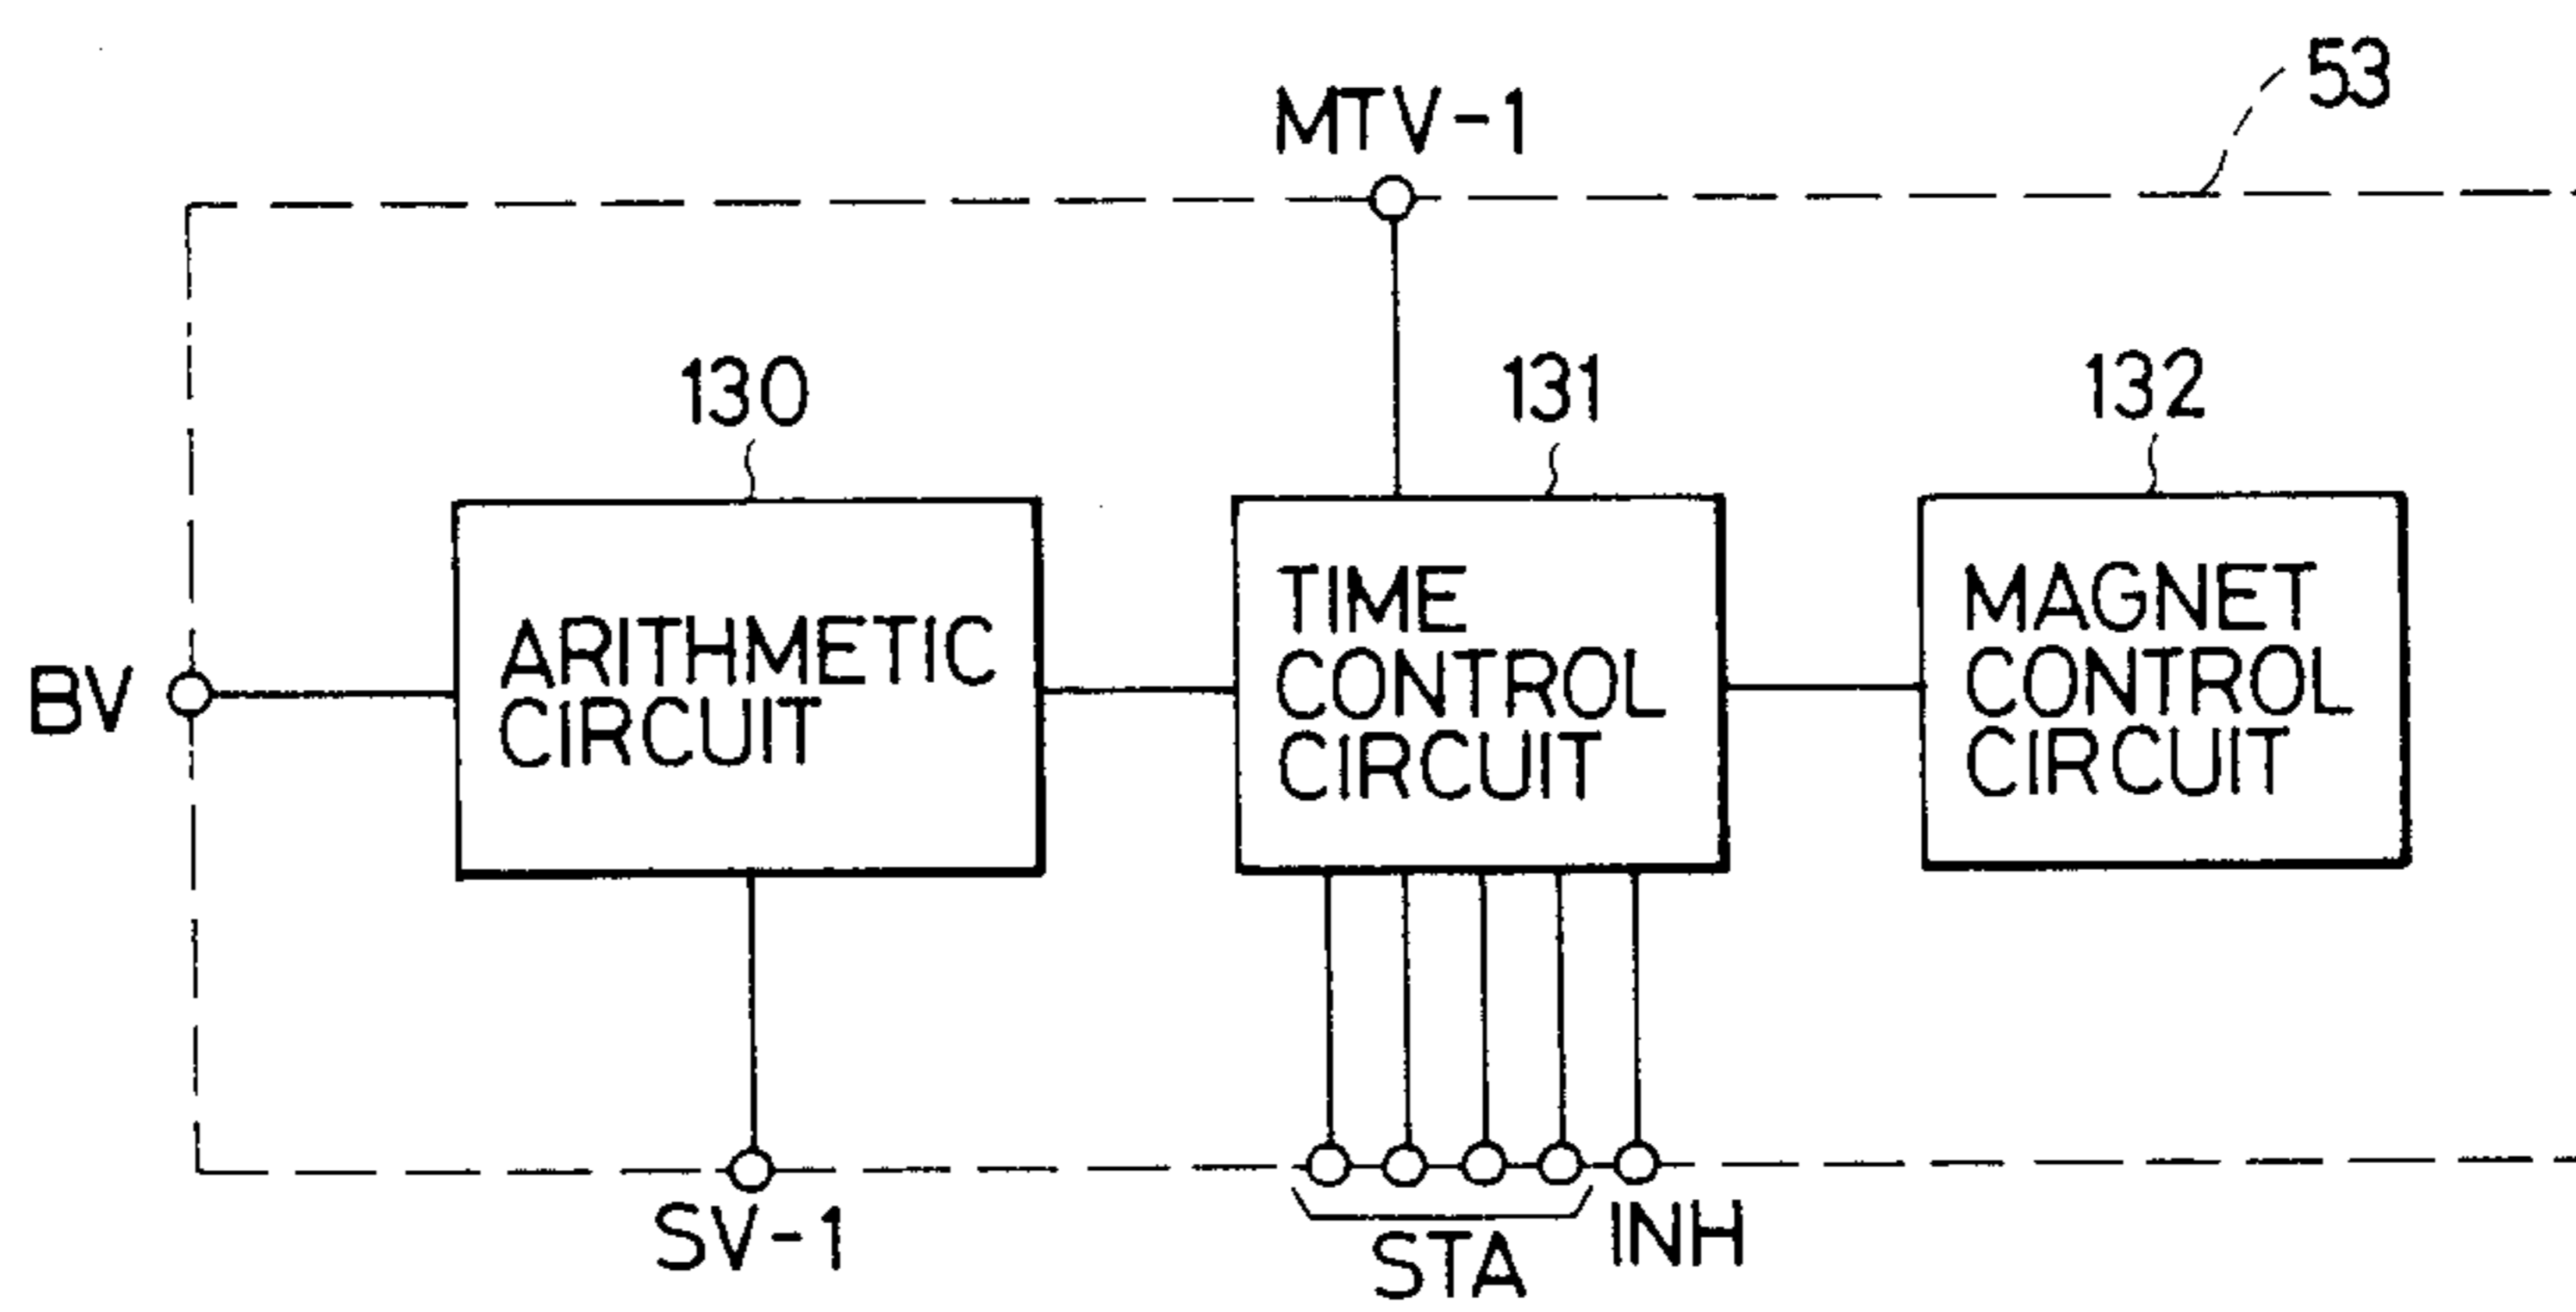 53
MTV-1
130
131
132
BV
ARITHMETIC
CIRCUIT
TIME
CONTROL
CIRCUIT
MAGNET
CONTROL
CIRCUIT
SV-1
STA
INH